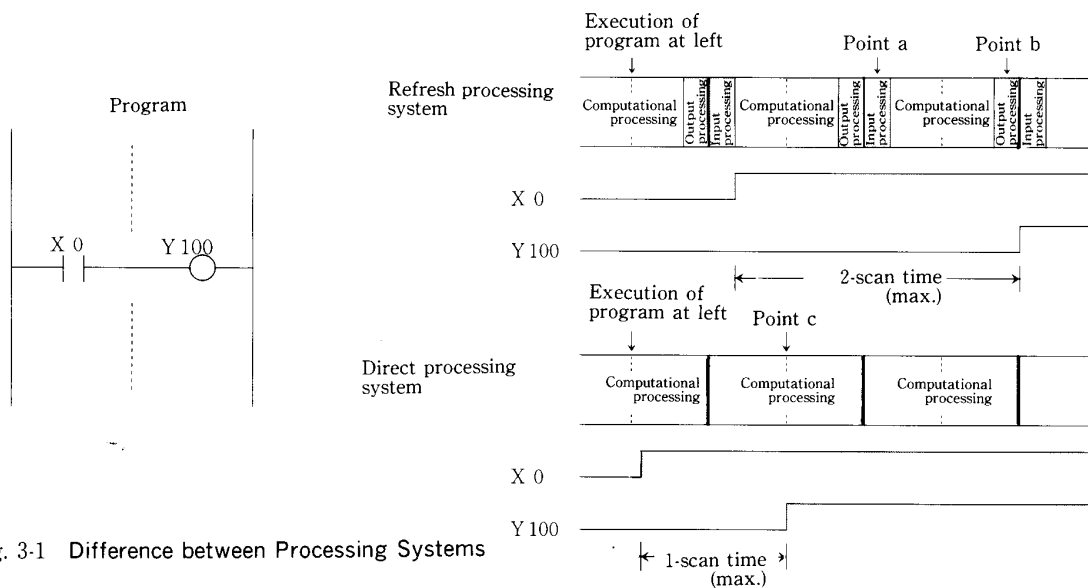 Program
X 0
Y 100
Refresh processing
system
Execution of
program at left
Point a
Point b
Computational
processing
Output
processing
Input
processing
Computational
processing
Output
processing
Input
processing
Computational
processing
Output
processing
Input
processing
X 0
Y 100
2-scan time
(max.)
Execution of
program at left
Point c
Direct processing
system
Computational
processing
Computational
processing
Computational
processing
X 0
Y 100
1-scan time
(max.)
g. 3-1 Difference between Processing Systems